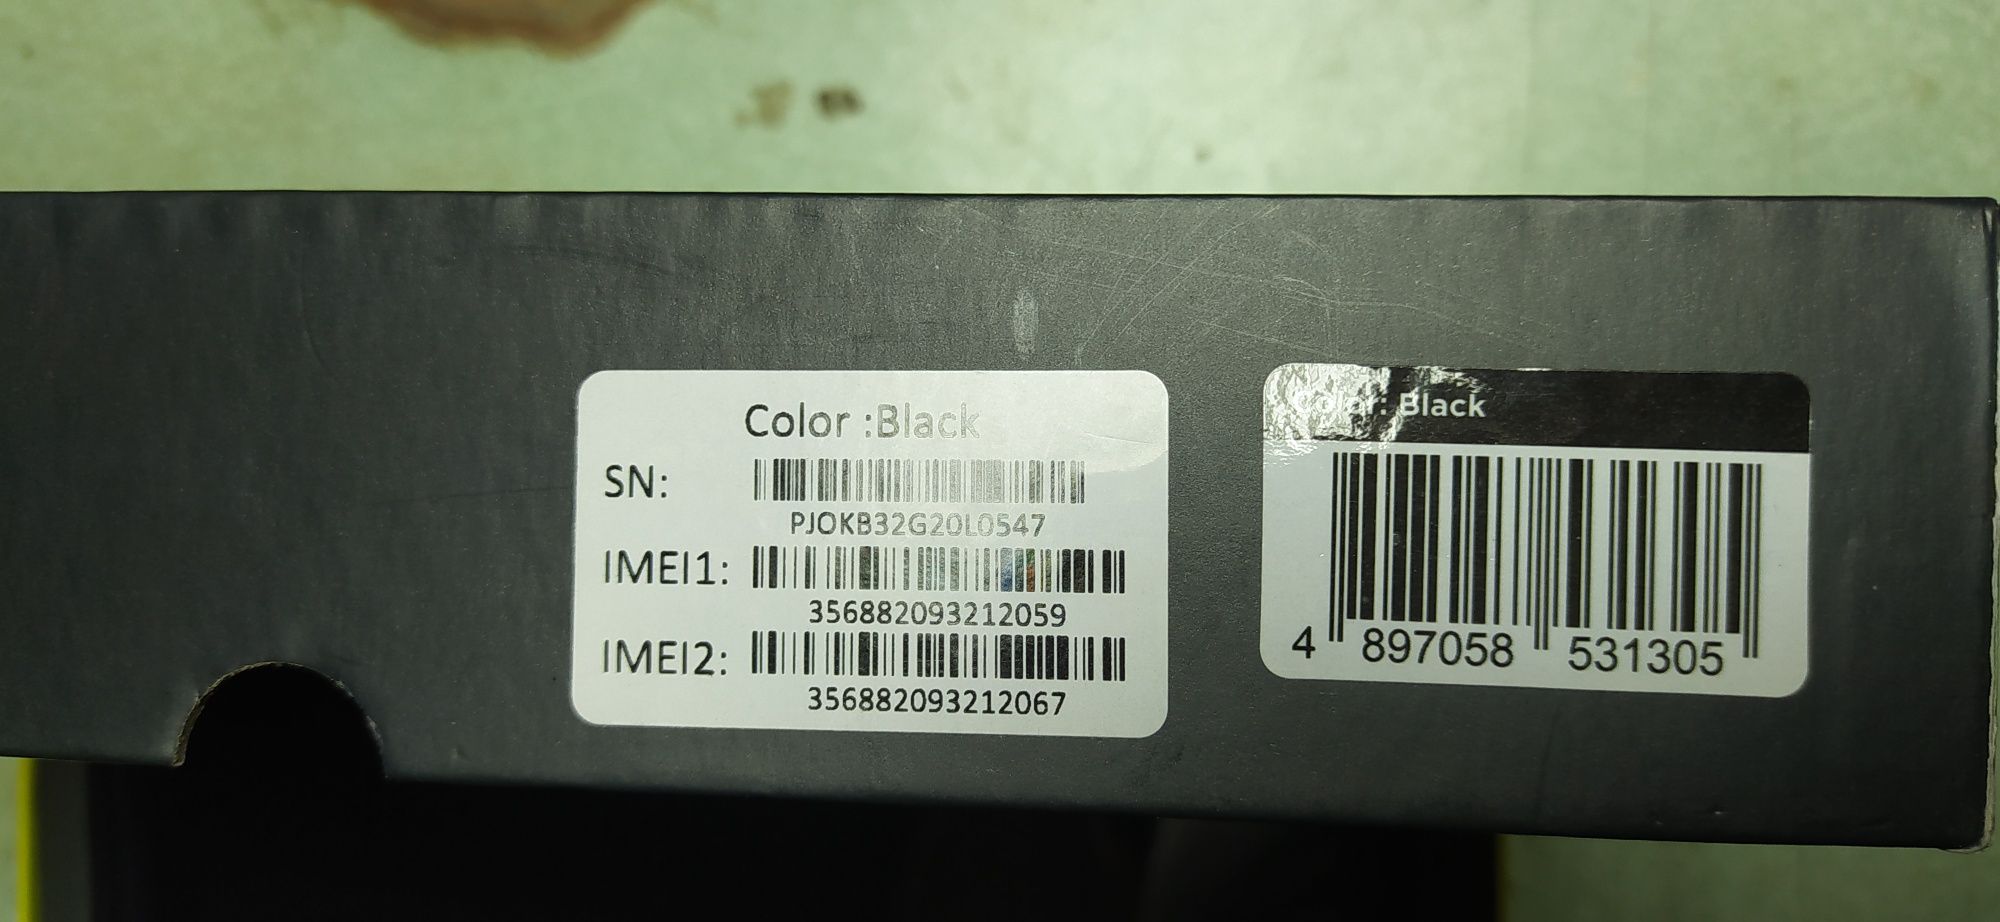 Color :Black
SN:
PJOKB32G20L0547
IMEI1:
356882093212059
IMEI2:
356882093212067
Color: Black
4 897058 531305